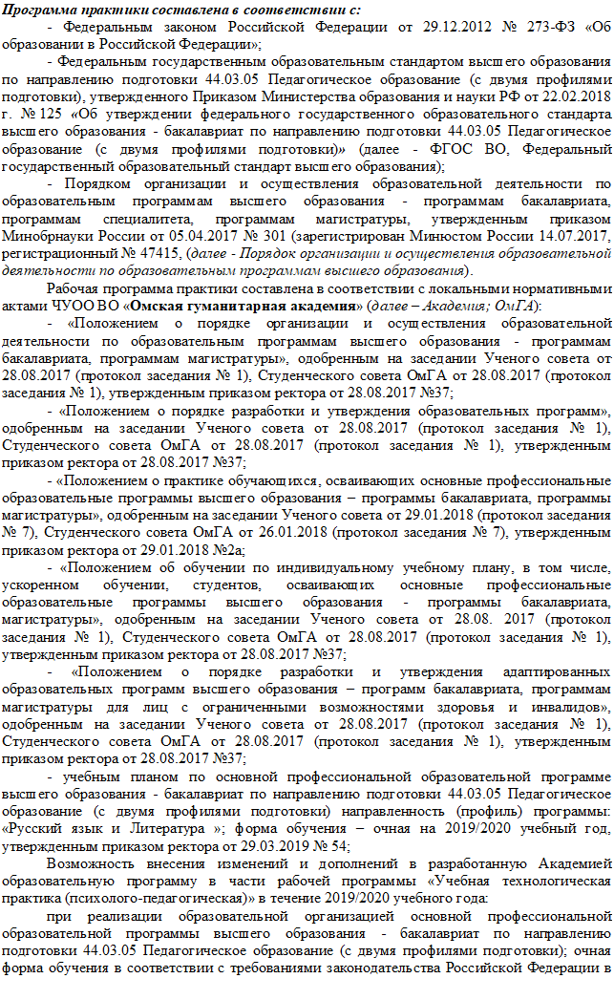 Программа практики составлена в соответствии с:
- Федеральным законом Российской Федерации от 29.12.2012 № 273-ФЗ «Об
образовании в Российской Федерации»;
- Федеральным государственным образовательным стандартом высшего образования
по направлению подготовки 44.03.05 Педагогическое образование (с двумя профилями
подготовки), утвержденного Приказом Министерства образования и науки РФ от 22.02.2018
г. №125 «Об утверждении федерального государственного образовательного стандарта
высшего образования - бакалавриат по направлению подготовки 44.03.05 Педагогическое
образование (с двумя профилями подготовки)» (далее - ФГОС ВО, Федеральный
государственный образовательный стандарт высшего образования);
- Порядком организации и осуществления образовательной деятельности по
образовательным программам высшего образования - программам бакалавриата,
программам специалитета, программам магистратуры, утвержденным приказом
Минобрнауки России от 05.04.2017 № 301 (зарегистрирован Минюстом России 14.07.2017,
регистрационный № 47415, (далее - Порядок организации и осуществления образовательной
деятельности по образовательным программам высшего образования).
Рабочая программа практики составлена в соответствии с локальными нормативными
актами ЧУОО ВО «Омская гуманитарная академия» (далее – Академия; ОмГА):
- «Положением о порядке организации и осуществления образовательной
деятельности по образовательным программам высшего образования - программам
бакалавриата, программам магистратуры», одобренным на заседании Ученого совета от
28.08.2017 (протокол заседания № 1), Студенческого совета ОмГА от 28.08.2017 (протокол
заседания № 1), утвержденным приказом ректора от 28.08.2017 №37;
- «Положением о порядке разработки и утверждения образовательных программ»,
одобренным на заседании Ученого совета от 28.08.2017 (протокол заседания № 1),
Студенческого совета ОмГА от 28.08.2017 (протокол заседания № 1), утвержденным
приказом ректора от 28.08.2017 №37;
- «Положением о практике обучающихся, осваивающих основные профессиональные
образовательные программы высшего образования – программы бакалавриата, программы
магистратуры», одобренным на заседании Ученого совета от 29.01.2018 (протокол заседания
№ 7), Студенческого совета ОмГА от 26.01.2018 (протокол заседания № 7), утвержденным
приказом ректора от 29.01.2018 №2а;
- «Положением об обучении по индивидуальному учебному плану, в том числе,
ускоренном обучении, студентов, осваивающих основные профессиональные
образовательные программы высшего образования - программы бакалавриата,
магистратуры», одобренным на заседании Ученого совета от 28.08. 2017 (протокол
заседания № 1), Студенческого совета ОмГА от 28.08.2017 (протокол заседания № 1),
утвержденным приказом ректора от 28.08.2017 №37;
- «Положением о порядке разработки и утверждения адаптированных
образовательных программ высшего образования – программ бакалавриата, программам
магистратуры для лиц с ограниченными возможностями здоровья и инвалидов»,
одобренным на заседании Ученого совета от 28.08.2017 (протокол заседания № 1),
Студенческого совета ОмГА от 28.08.2017 (протокол заседания № 1), утвержденным
приказом ректора от 28.08.2017 №37;
- учебным планом по основной профессиональной образовательной программе
высшего образования - бакалавриат по направлению подготовки 44.03.05 Педагогическое
образование (с двумя профилями подготовки) направленность (профиль) программы:
«Русский язык и Литература »; форма обучения – очная на 2019/2020 учебный год,
утвержденным приказом ректора от 29.03.2019 № 54;
Возможность внесения изменений и дополнений в разработанную Академией
образовательную программу в части рабочей программы «Учебная технологическая
практика (психолого-педагогическая)» в течение 2019/2020 учебного года:
при реализации образовательной организацией основной профессиональной
образовательной программы высшего образования - бакалавриат по направлению
подготовки 44.03.05 Педагогическое образование (с двумя профилями подготовки); очная
форма обучения в соответствии с требованиями законодательства Российской Федерации в